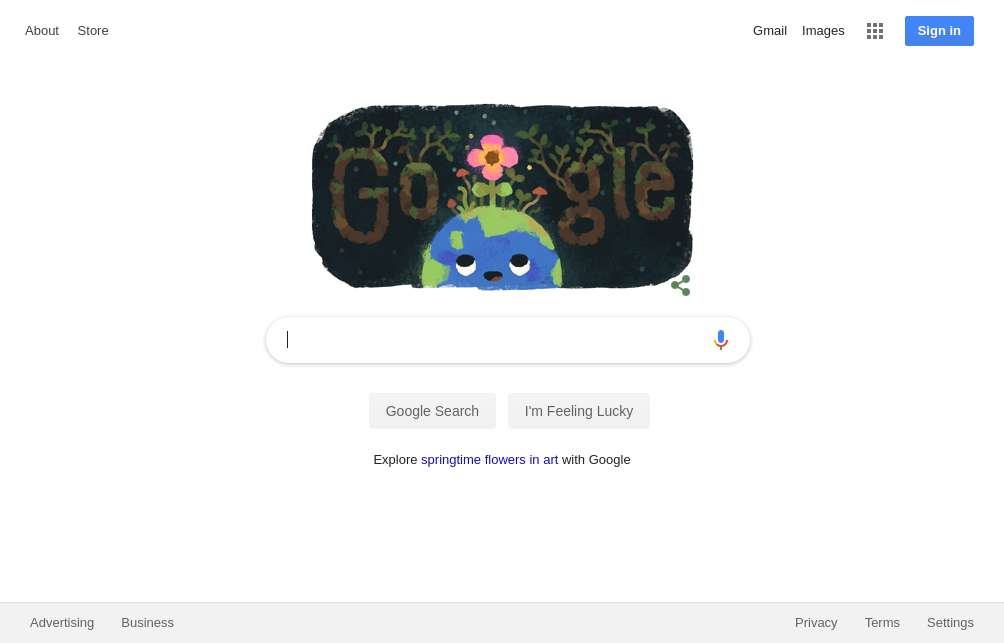 About Store
Gmail Images Sign in
Google
Google Search I'm Feeling Lucky
Explore springtime flowers in art with Google
Advertising Business
Privacy Terms Settings